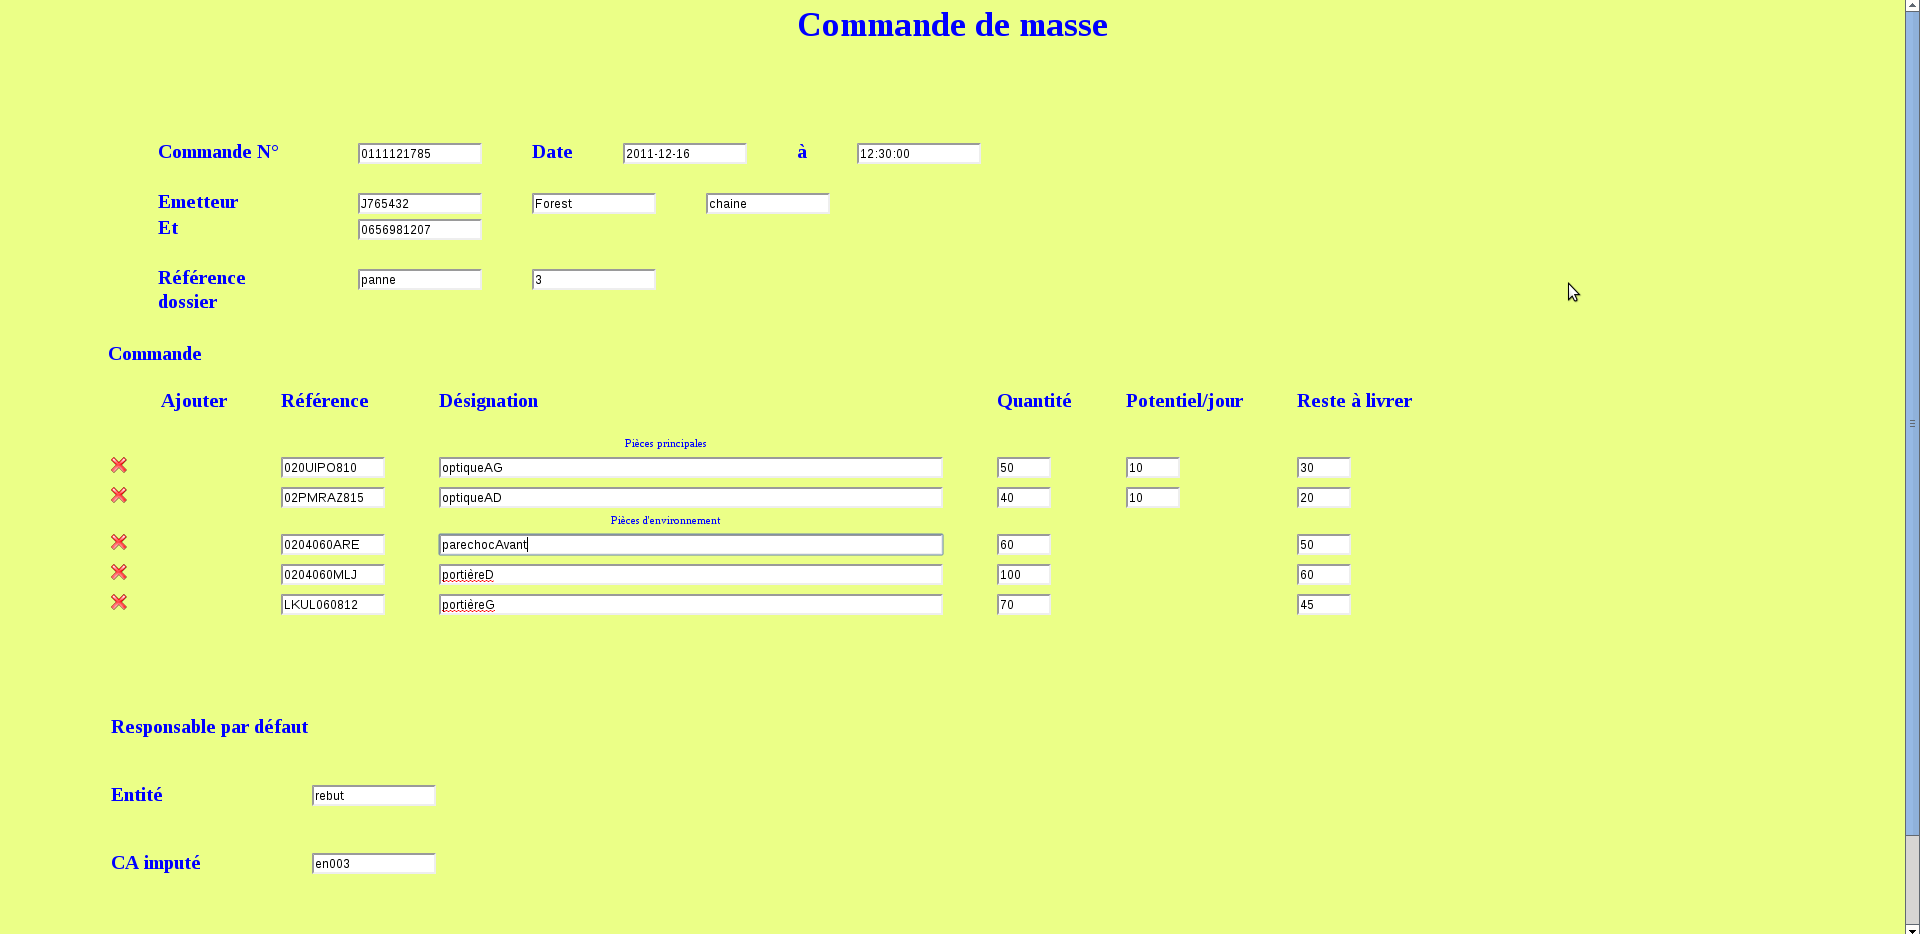 Commande de masse
Commande N° 0111121785 Date 2011-12-16 à 12:30:00
Emetteur J765432 Forest chaine
Et 0656981207
Référence dossier panne 3
Commande
Ajouter Référence Désignation Quantité Potentiel/jour Reste à livrer
Pièces principales
020UIPO810 optiqueAG 50 10 30
02PMRAZ815 optiqueAD 40 10 20
Pièces d'environnement
0204060ARE parechocAvant 60 50
0204060MLJ portièreD 100 60
LKUL060812 portièreG 70 45
Responsable par défaut
Entité rebut
CA imputé en003